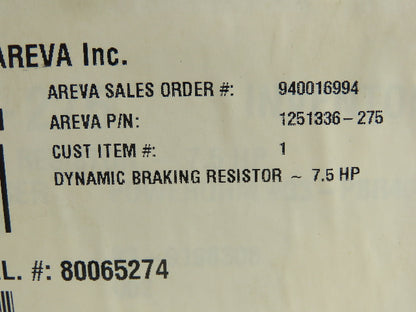 AREVA Inc.
AREVA SALES ORDER #: 940016994
AREVA P/N: 1251336-275
CUST ITEM #: 1
DYNAMIC BRAKING RESISTOR ~ 7.5 HP
L. #: 80065274